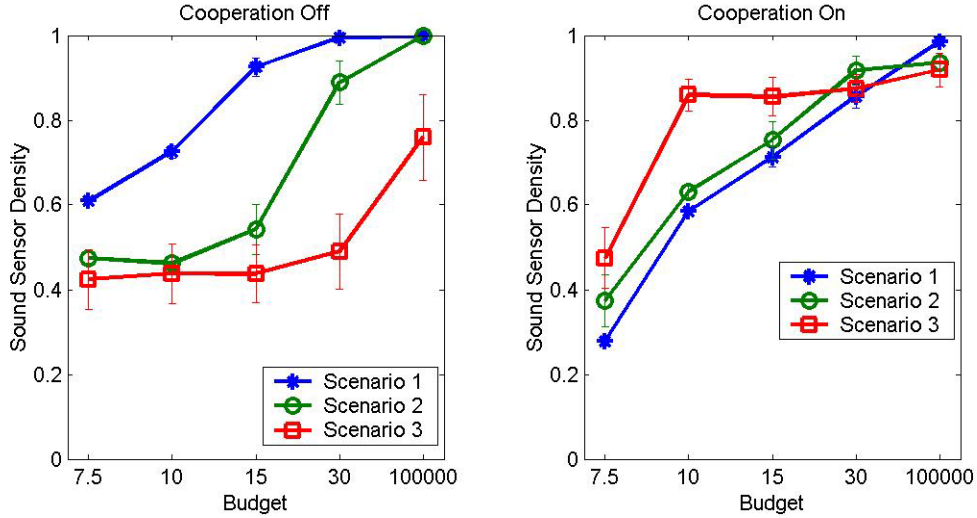 Cooperation Off
Sound Sensor Density
1
0.8
0.6
0.4
0.2
0
Scenario 1
Scenario 2
Scenario 3
7.5 10 15 30 100000
Budget
Cooperation On
Sound Sensor Density
1
0.8
0.6
0.4
0.2
0
Scenario 1
Scenario 2
Scenario 3
7.5 10 15 30 100000
Budget